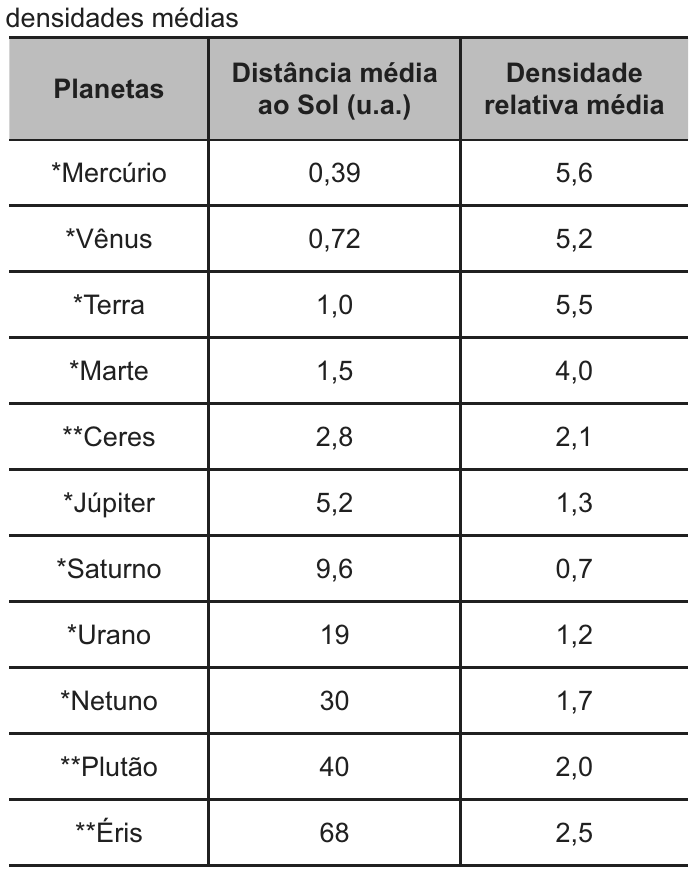 densidades médias
Planetas
Distância média
ao Sol (u.a.)
Densidade
relativa média
*Mercúrio 0,39 5,6
*Vênus 0,72 5,2
*Terra 1,0 5,5
*Marte 1,5 4,0
**Ceres 2,8 2,1
*Júpiter 5,2 1,3
*Saturno 9,6 0,7
*Urano 19 1,2
*Netuno 30 1,7
**Plutão 40 2,0
**Éris 68 2,5